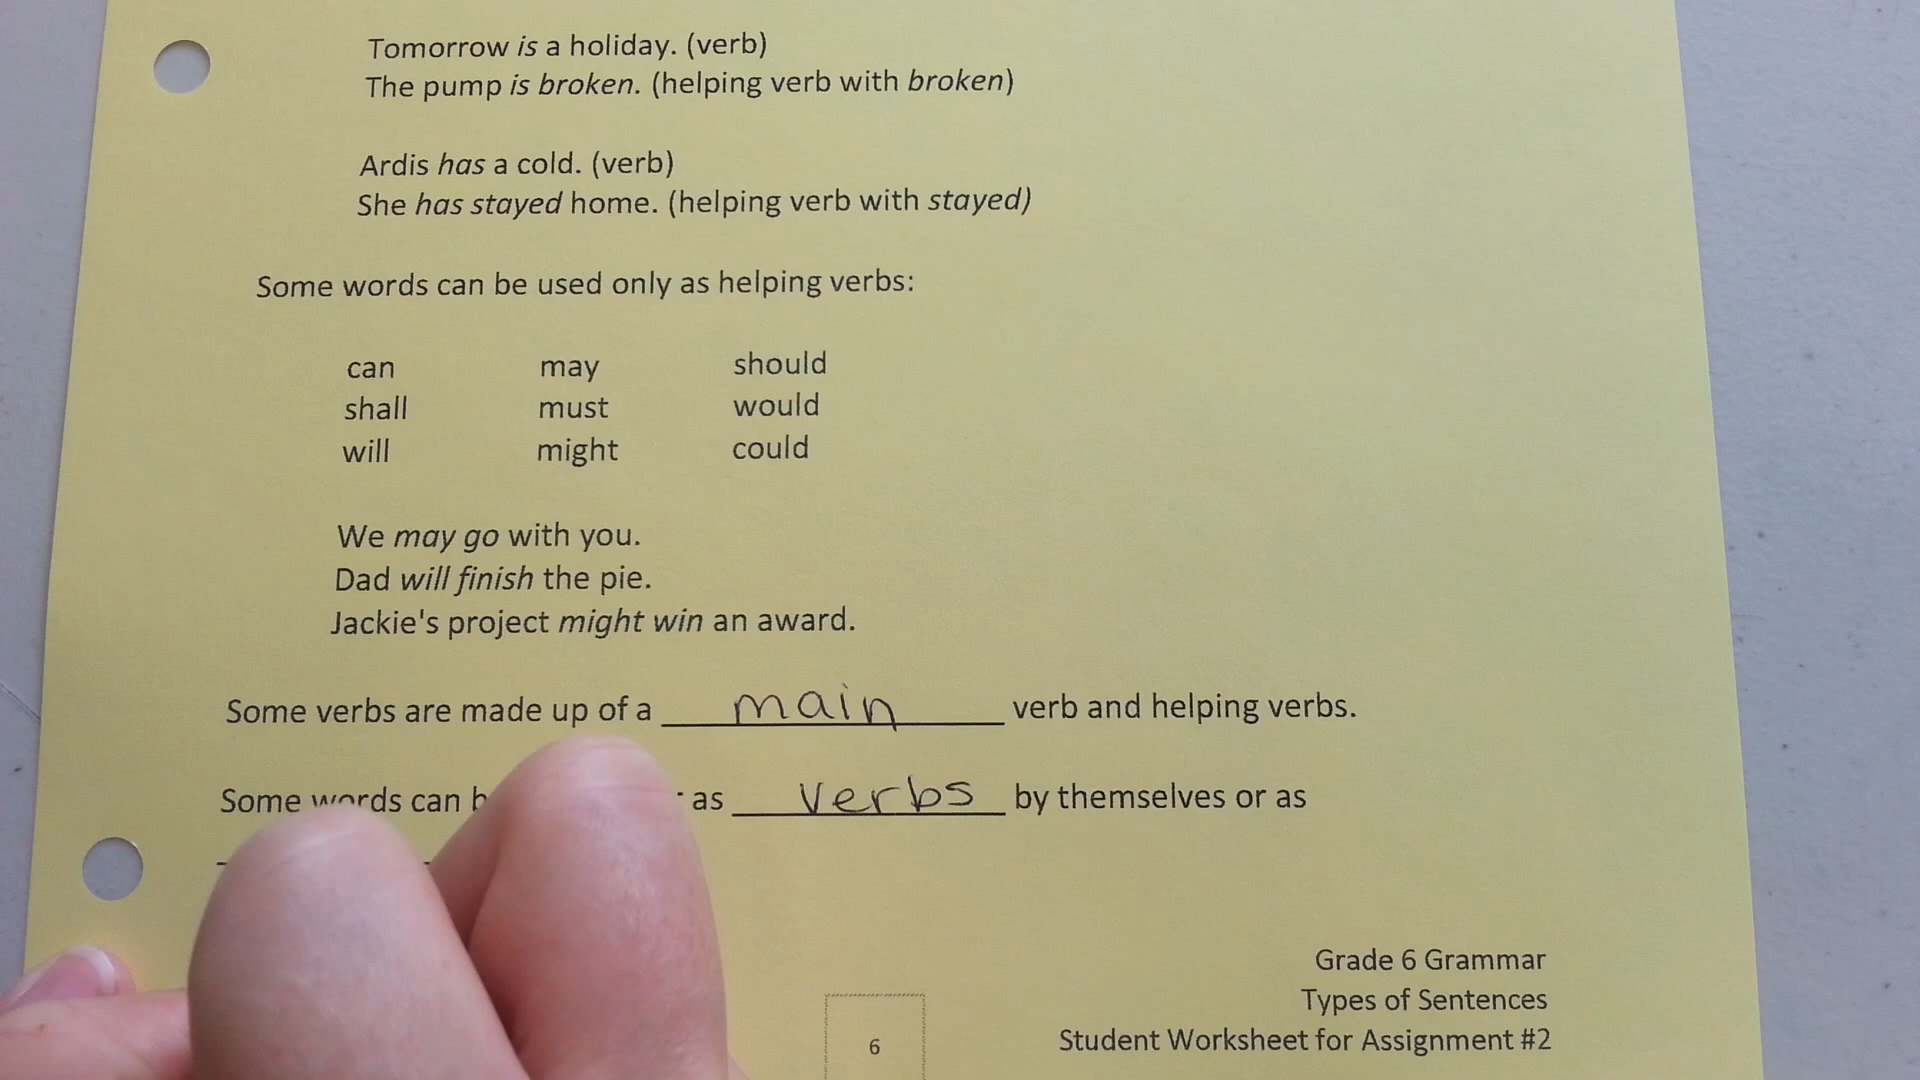 Tomorrow is a holiday. (verb)
The pump is broken. (helping verb with broken)
Ardis has a cold. (verb)
She has stayed home. (helping verb with stayed)
Some words can be used only as helping verbs:
can may should
shall must would
will might could
We may go with you.
Dad will finish the pie.
Jackie's project might win an award.
Some verbs are made up of a main verb and helping verbs.
Some words can as verbs by themselves or as
Grade 6 Grammar
Types of Sentences
Student Worksheet for Assignment #2
6